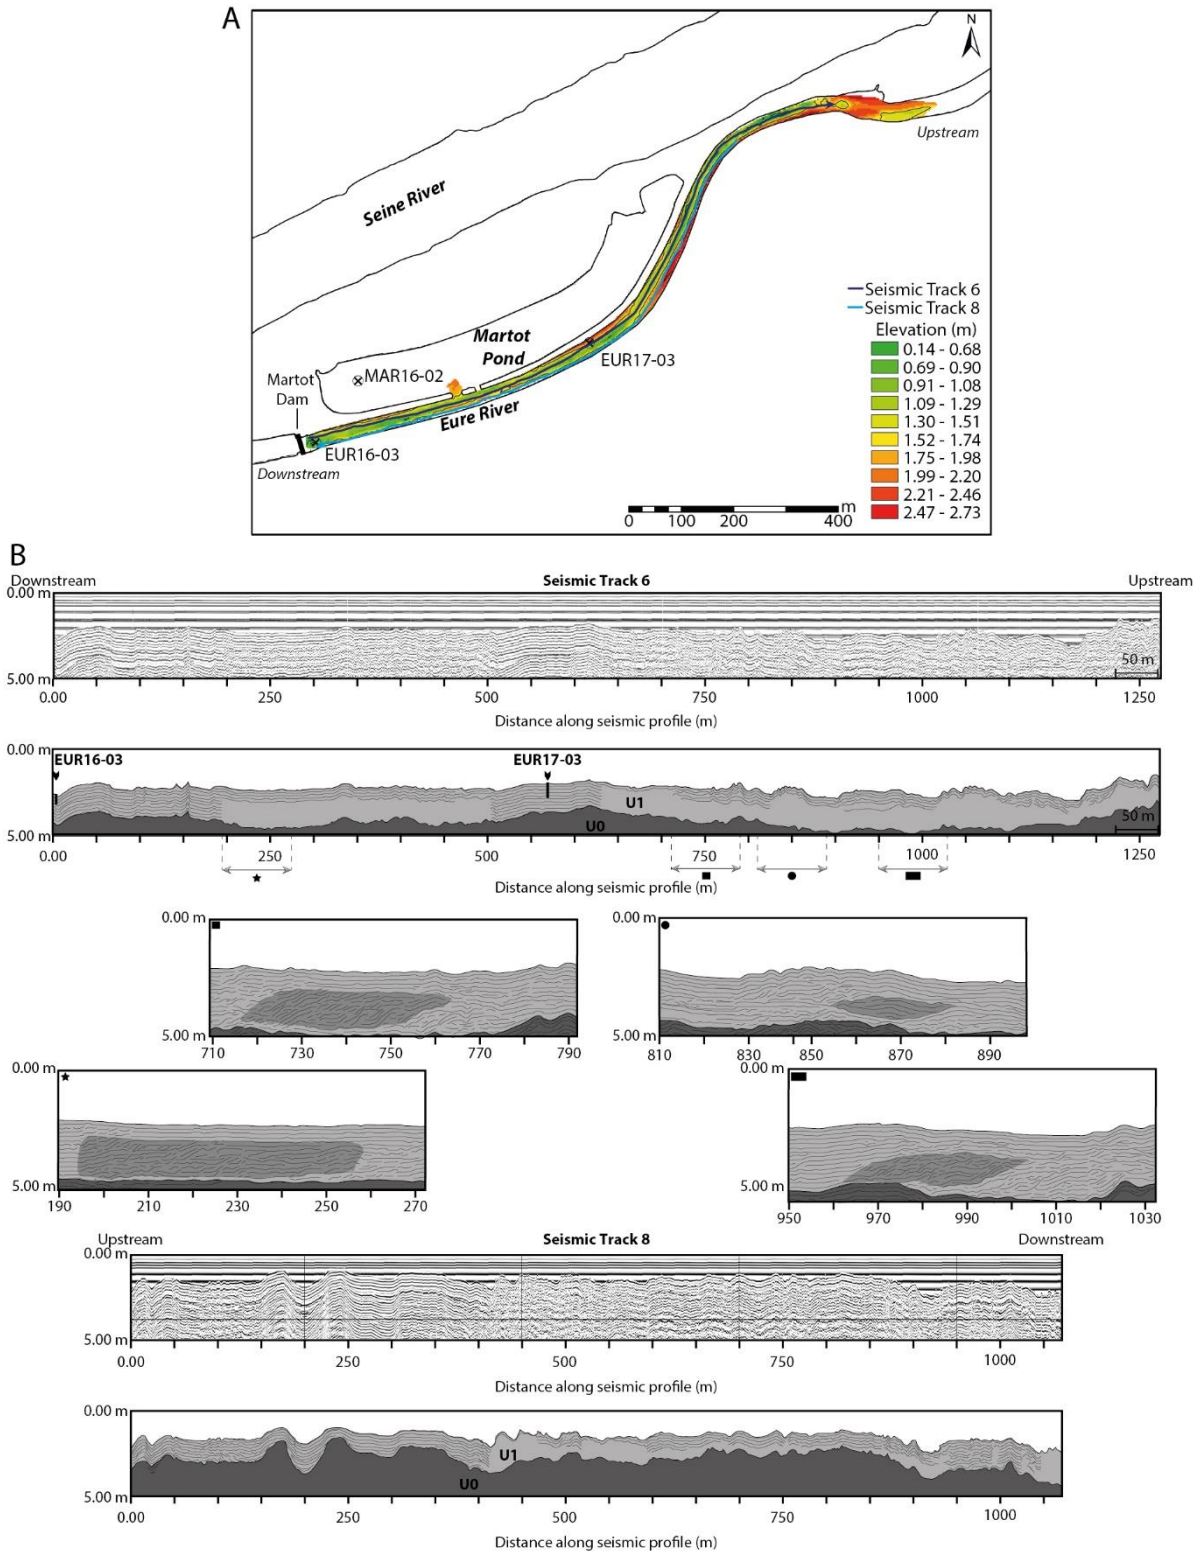 A
N
Upstream
Seine River
Seismic Track 6
Seismic Track 8
Elevation (m)
0.14 - 0.68
0.69 - 0.90
0.91 - 1.08
1.09 - 1.29
1.30 - 1.51
1.52 - 1.74
1.75 - 1.98
1.99 - 2.20
2.21 - 2.46
2.47 - 2.73
Martot
Pond
EUR17-03
MAR16-02
Martot
Dam
Eure River
EUR16-03
Downstream
m
0 100 200 400
B
Downstream Seismic Track 6 Upstream
0.00 m
50 m
5.00 m
0.00 250 500 750 1000 1250
Distance along seismic profile (m)
0.00 m
EUR16-03 EUR17-03
U1
U0
50 m
5.00 m
0.00 250 500 750 1000 1250
Distance along seismic profile (m)
0.00 m
5.00 m
710 730 750 770 790
0.00 m
5.00 m
810 830 850 870 890
0.00 m
5.00 m
190 210 230 250 270
0.00 m
5.00 m
950 970 990 1010 1030
Upstream Seismic Track 8 Downstream
0.00 m
5.00 m
0.00 250 500 750 1000
Distance along seismic profile (m)
0.00 m
U1
U0
5.00 m
0.00 250 500 750 1000
Distance along seismic profile (m)